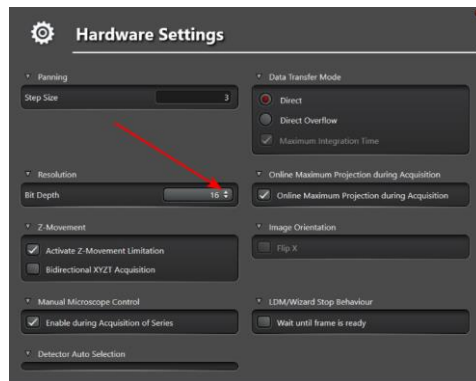 Hardware Settings
Panning
Step Size 3
Resolution
Bit Depth 16
Z-Movement
Activate Z-Movement Limitation
Bidirectional XYZT Acquisition
Manual Microscope Control
Enable during Acquisition of Series
Detector Auto Selection
Data Transfer Mode
Direct
Direct Overflow
Maximum Integration Time
Online Maximum Projection during Acquisition
Online Maximum Projection during Acquisition
Image Orientation
Flip X
LDM/Wizard Stop Behaviour
Wait until frame is ready